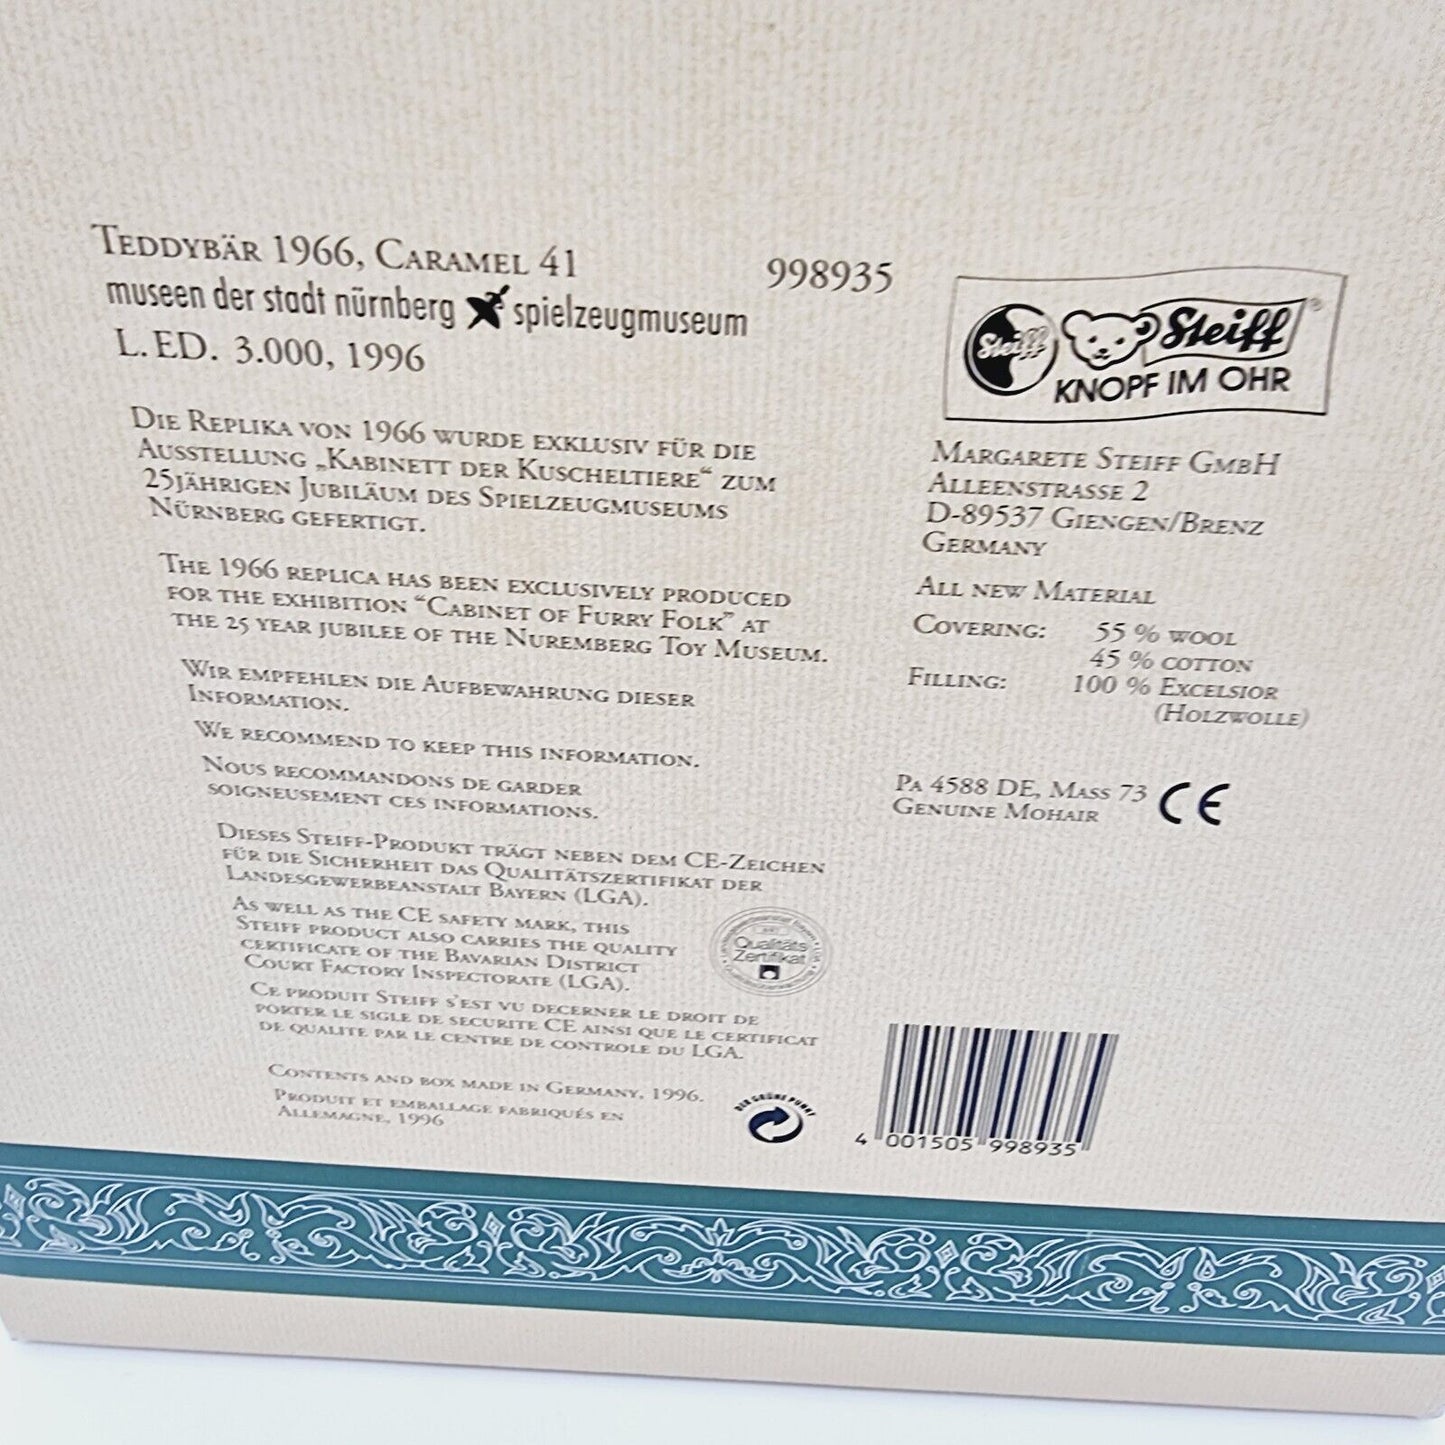 TEDDYBÄR 1966, CARAMEL 41
998935
museen der stadt nürnberg spielzeugmuseum
L. ED. 3.000, 1996
DIE REPLIKA VON 1966 WURDE EXKLUSIV FÜR DIE
AUSSTELLUNG „KABINETT DER KUSCHELTIERE“ ZUM
25JÄHRIGEN JUBILÄUM DES SPIELZEUGMUSEUMS
NÜRNBERG GEFERTIGT.
THE 1966 REPLICA HAS BEEN EXCLUSIVELY PRODUCED
FOR THE EXHIBITION “CABINET OF FURRY FOLK” AT
THE 25 YEAR JUBILEE OF THE NUREMBERG TOY MUSEUM.
WIR EMPFEHLEN DIE AUFBEWAHRUNG DIESER
INFORMATION.
WE RECOMMEND TO KEEP THIS INFORMATION.
NOUS RECOMMANDONS DE GARDER
SOIGNEUSEMENT CES INFORMATIONS.
DIESES STEIFF-PRODUKT TRÄGT NEBEN DEM CE-ZEICHEN
FÜR DIE SICHERHEIT DAS QUALITÄTSZERTIFIKAT DER
LANDESGEWERBEANSTALT BAYERN (LGA).
AS WELL AS THE CE SAFETY MARK, THIS
STEIFF PRODUCT ALSO CARRIES THE QUALITY
CERTIFICATE OF THE BAVARIAN DISTRICT
COURT FACTORY INSPECTORATE (LGA).
Qualitäts
Zertifikat
CE PRODUIT STEIFF S'EST VU DECERNER LE DROIT DE
PORTER LE SIGLE DE SECURITE CE AINSI QUE LE CERTIFICAT
DE QUALITE PAR LE CENTRE DE CONTROLE DU LGA.
CONTENTS AND BOX MADE IN GERMANY, 1996.
PRODUIT ET EMBALLAGE FABRIQUÉS EN
ALLEMAGNE, 1996
DER GRÜNE PUNKT
Steiff
Steiff®
KNOPF IM OHR
MARGARETE STEIFF GMBH
ALLEENSTRASSE 2
D-89537 GIENGEN/BRENZ
GERMANY
ALL NEW MATERIAL
COVERING: 55 % WOOL
45 % COTTON
FILLING: 100 % EXCELSIOR
(HOLZWOLLE)
PA 4588 DE, MASS 73
GENUINE MOHAIR
CE
4 001505 998935